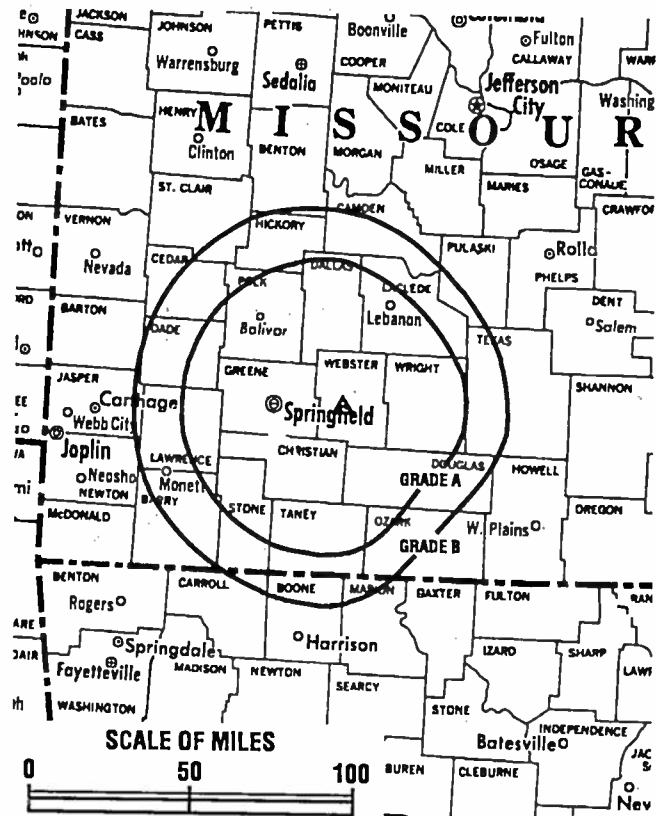 JACKSON
JOHNSON
PETTIS
Boonville
Fulton
CASS
Warrensburg
Sedalia
COOPER
CALLAWAY
MONITEAU
Jefferson
City
BATES
HENRY
MISSOUR
COLE
Clinton
BENTON
MORGAN
OSAGE
MILLER
MARIES
GAS-
CONADE
ST. CLAIR
CAMDEN
VERNON
HICKORY
PULASKI
Rolla
Nevada
CEDAR
DALLAS
PHELPS
POLK
LACLEDE
DENT
BARTON
Bolivar
Lebanon
Salem
DADE
TEXAS
GREENE
WEBSTER
WRIGHT
JASPER
SHANNON
Carthage
Webb City
Springfield
Joplin
CHRISTIAN
LAWRENCE
DOUGLAS
HOWELL
Neosho
Monett
GRADE A
NEWTON
BARRY
STONE
TANEY
OZARK
OREGON
McDONALD
W. Plains
GRADE B
BENTON
CARROLL
BOONE
MARION
BAXTER
FULTON
Rogers
Springdale
Harrison
IZARD
SHARP
Fayetteville
MADISON
NEWTON
SEARCY
WASHINGTON
STONE
INDEPENDENCE
Batesville
SCALE OF MILES
0
50
100
CLEBURNE